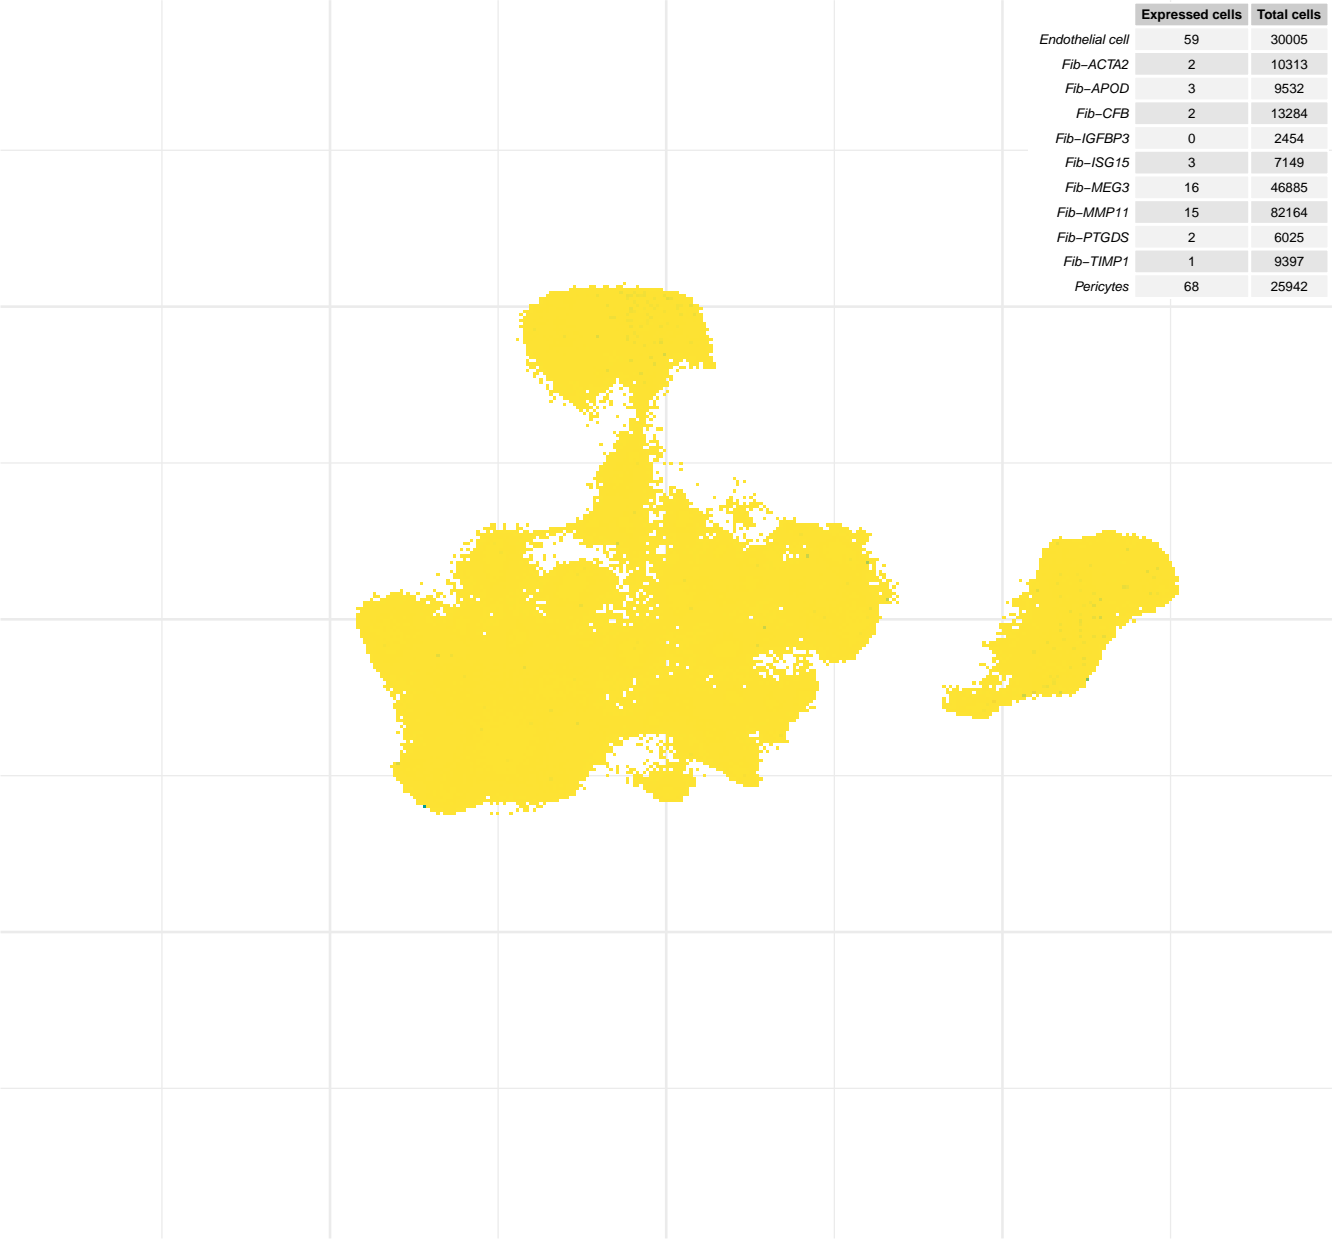 Expressed cells Total cells
Endothelial cell 59 30005
Fib−ACTA2 2 10313
Fib−APOD 3 9532
Fib−CFB 2 13284
Fib−IGFBP3 0 2454
Fib−ISG15 3 7149
Fib−MEG3 16 46885
Fib−MMP11 15 82164
Fib−PTGDS 2 6025
Fib−TIMP1 1 9397
Pericytes 68 25942